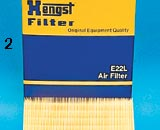 Hengst
Filter
Original Equipment Quality
2
E22L
Air Filter